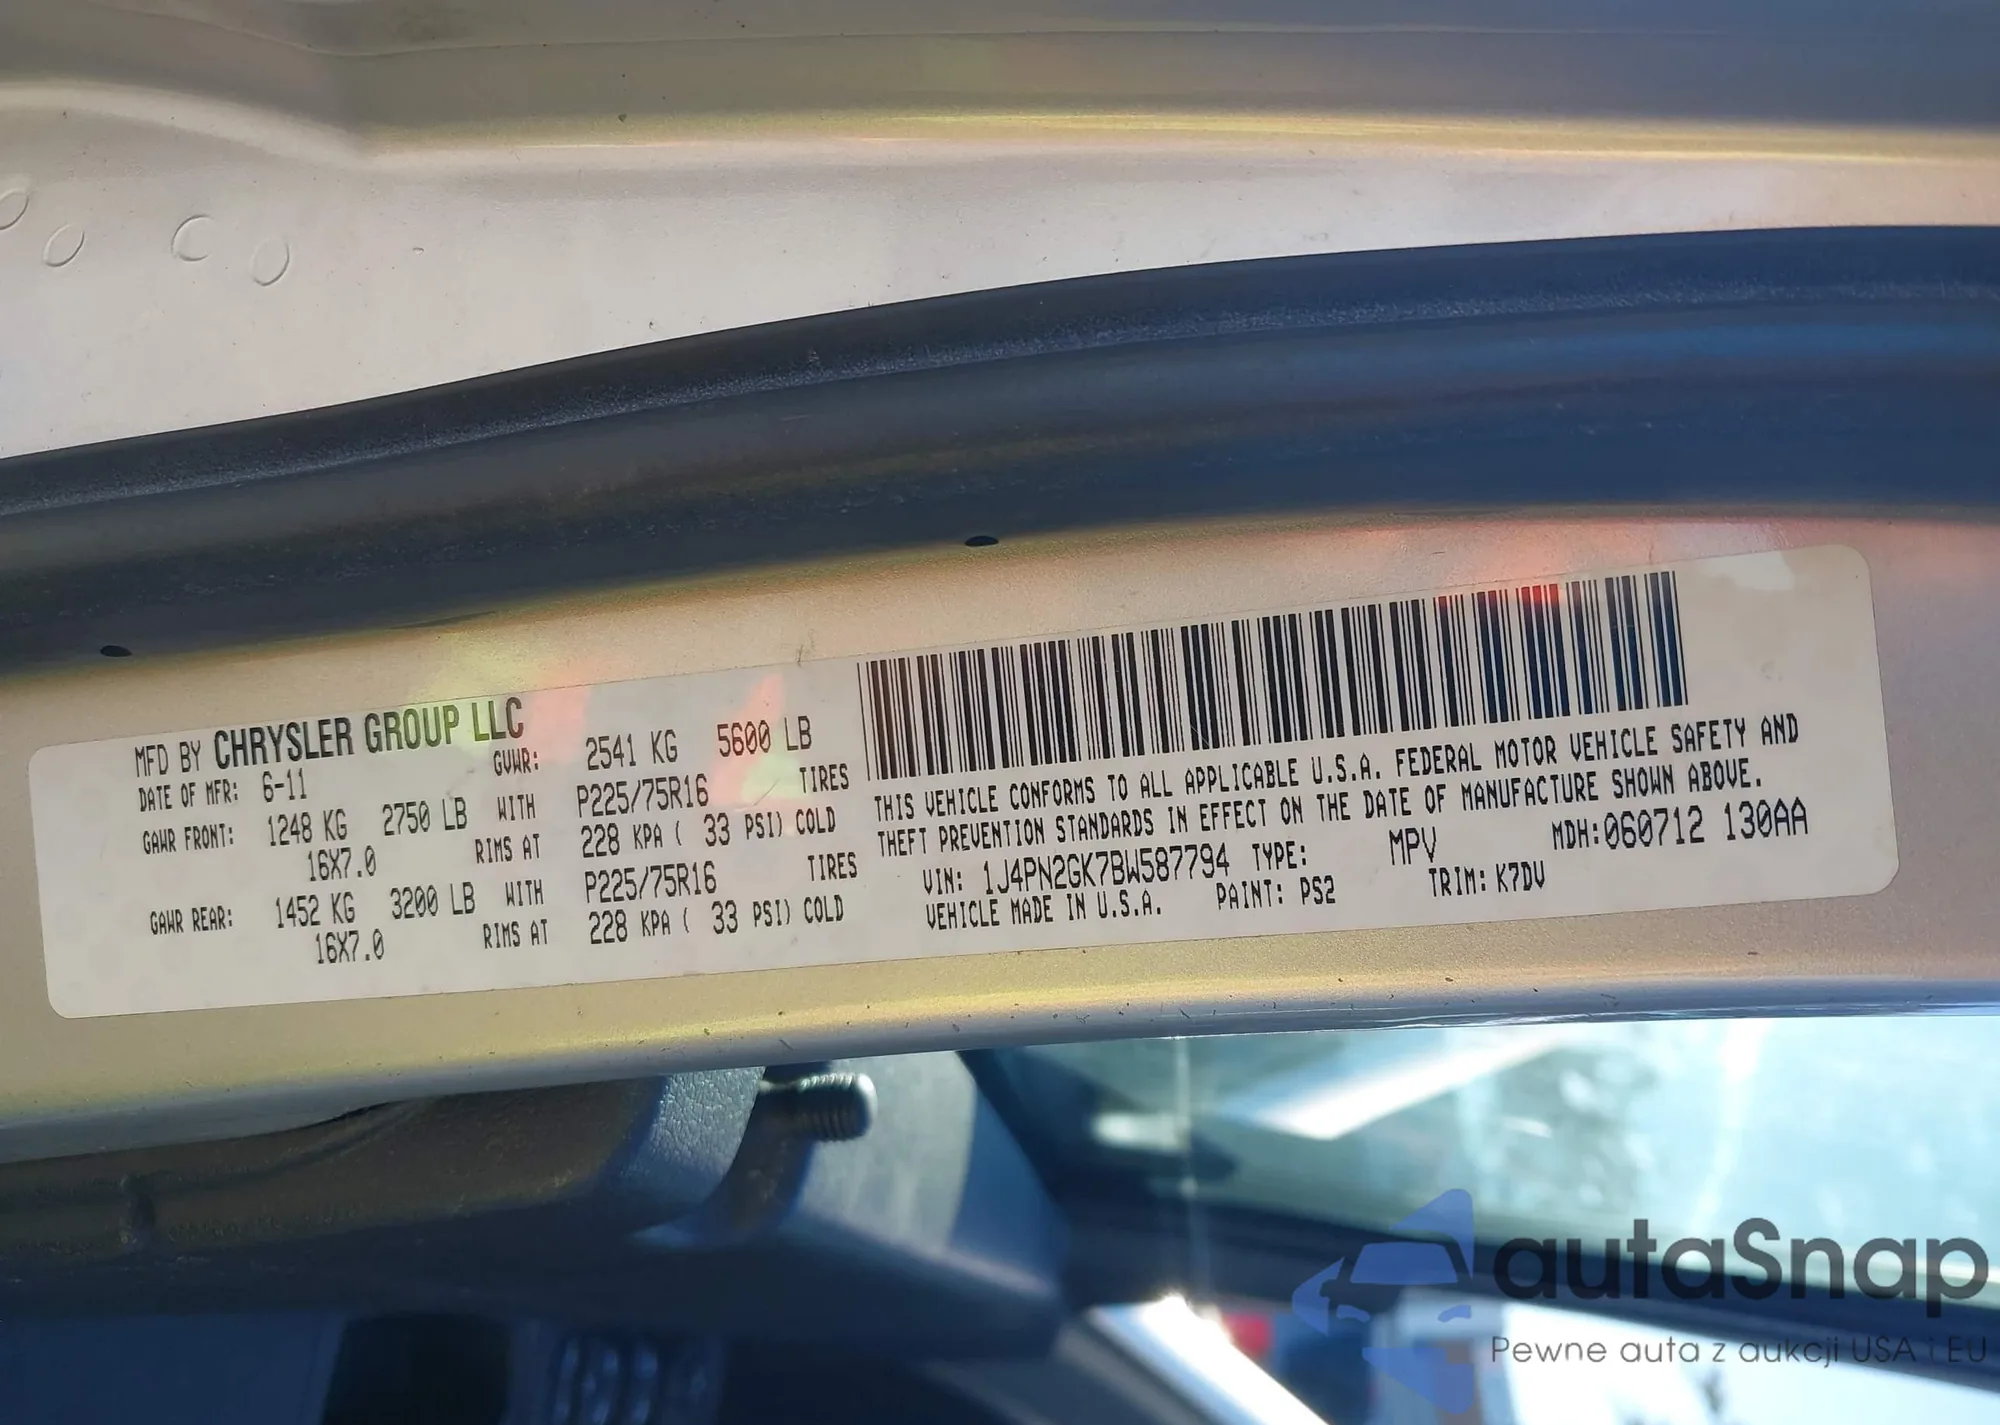 MFD BY CHRYSLER GROUP LLC
DATE OF MFR: 6-11 GVWR: 2541 KG 5600 LB
GAWR FRONT: 1248 KG 2750 LB WITH P225/75R16 TIRES
16X7.0 RIMS AT 228 KPA ( 33 PSI) COLD
GAWR REAR: 1452 KG 3200 LB WITH P225/75R16 TIRES
16X7.0 RIMS AT 228 KPA ( 33 PSI) COLD
THIS VEHICLE CONFORMS TO ALL APPLICABLE U.S.A. FEDERAL MOTOR VEHICLE SAFETY AND
THEFT PREVENTION STANDARDS IN EFFECT ON THE DATE OF MANUFACTURE SHOWN ABOVE.
VIN: 1J4PN2GK7BW587794 TYPE: MPV MDH:060712 130AA
VEHICLE MADE IN U.S.A. PAINT: PS2 TRIM: K7DV
autaSnap
Pewne auta z aukcji USA i EU